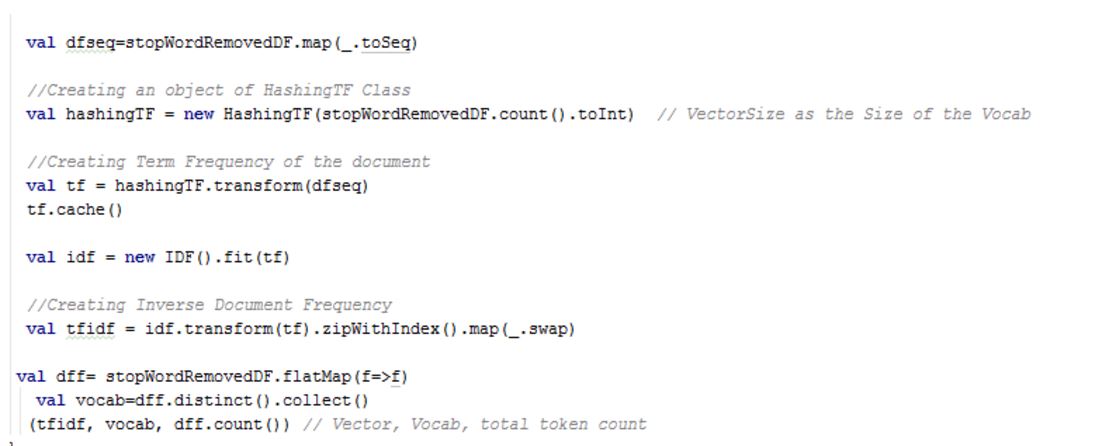 val dfseq=stopWordRemovedDF.map(_.toSeq)
//Creating an object of HashingTF Class
val hashingTF = new HashingTF(stopWordRemovedDF.count().toInt)  // VectorSize as the Size of the Vocab
//Creating Term Frequency of the document
val tf = hashingTF.transform(dfseq)
tf.cache()
val idf = new IDF().fit(tf)
//Creating Inverse Document Frequency
val tfidf = idf.transform(tf).zipWithIndex().map(_.swap)
val dff= stopWordRemovedDF.flatMap(f=>f)
val vocab=dff.distinct().collect()
(tfidf, vocab, dff.count()) // Vector, Vocab, total token count